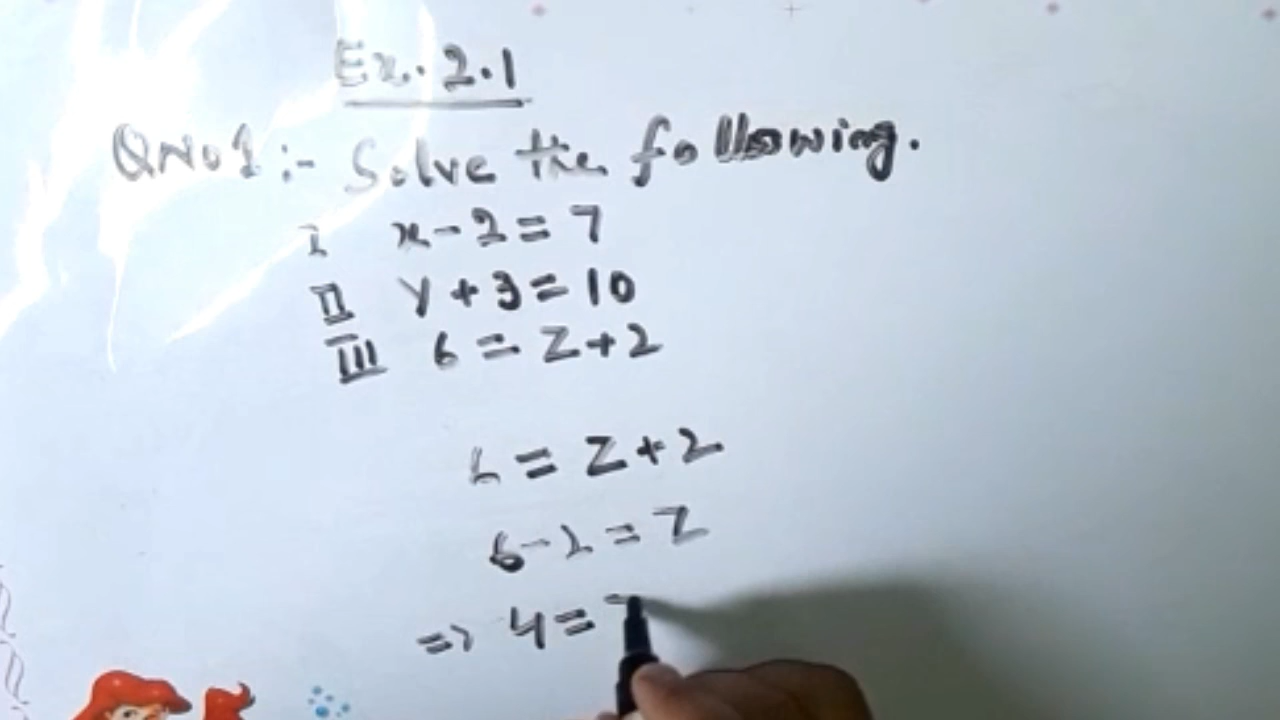 Ex. 2.1
QNo1:- Solve the following.
I x-2=7
II y+3=10
III 6=Z+2
6=Z+2
6-2=Z
=> 4=